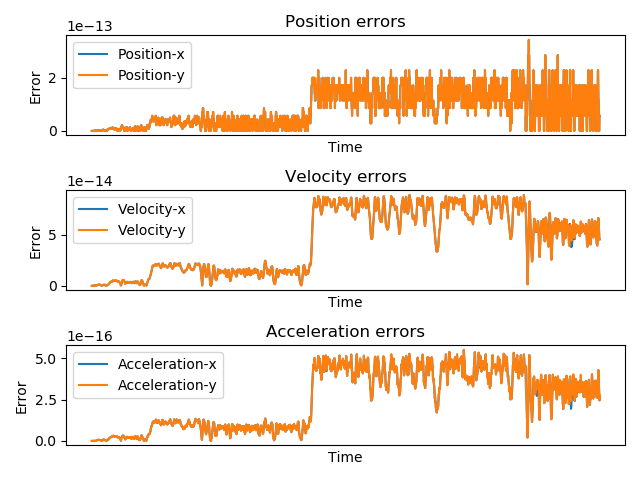 Position errors
1e−13
Position-x
Position-y
2
0
Error
Time
Velocity errors
1e−14
Velocity-x
Velocity-y
5
0
Error
Time
Acceleration errors
1e−16
Acceleration-x
Acceleration-y
5.0
2.5
0.0
Error
Time